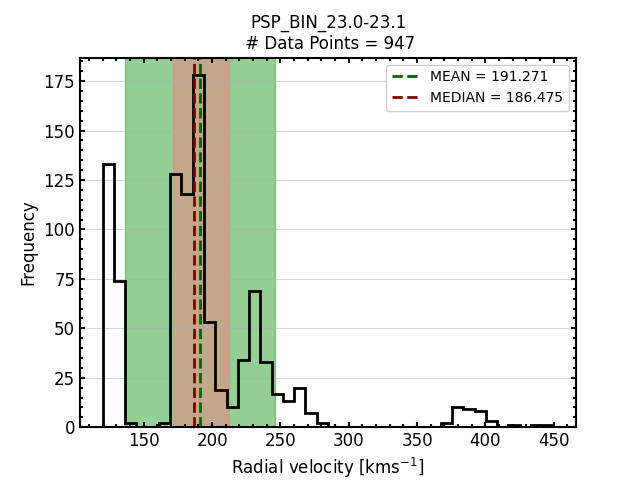 PSP_BIN_23.0-23.1
# Data Points = 947
MEAN = 191.271
MEDIAN = 186.475
Frequency
175
150
125
100
75
50
25
0
150 200 250 300 350 400 450
Radial velocity [kms⁻¹]